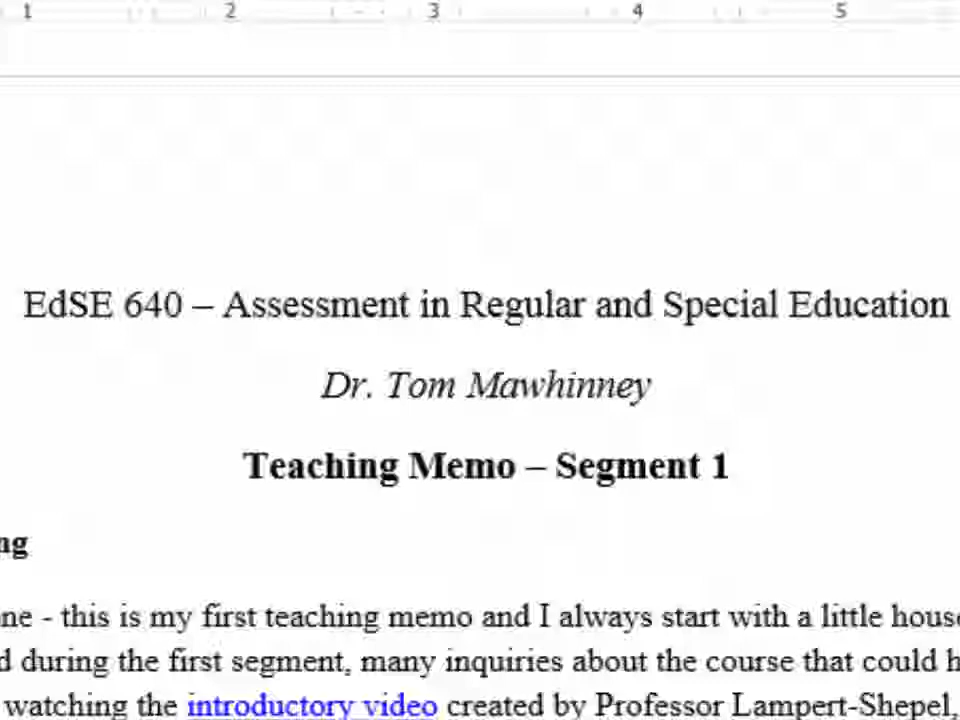 1 2 3 4 5
EdSE 640 – Assessment in Regular and Special Education
Dr. Tom Mawhinney
Teaching Memo – Segment 1
ng
ne - this is my first teaching memo and I always start with a little house
d during the first segment, many inquiries about the course that could h
watching the introductory video created by Professor Lampert-Shepel,